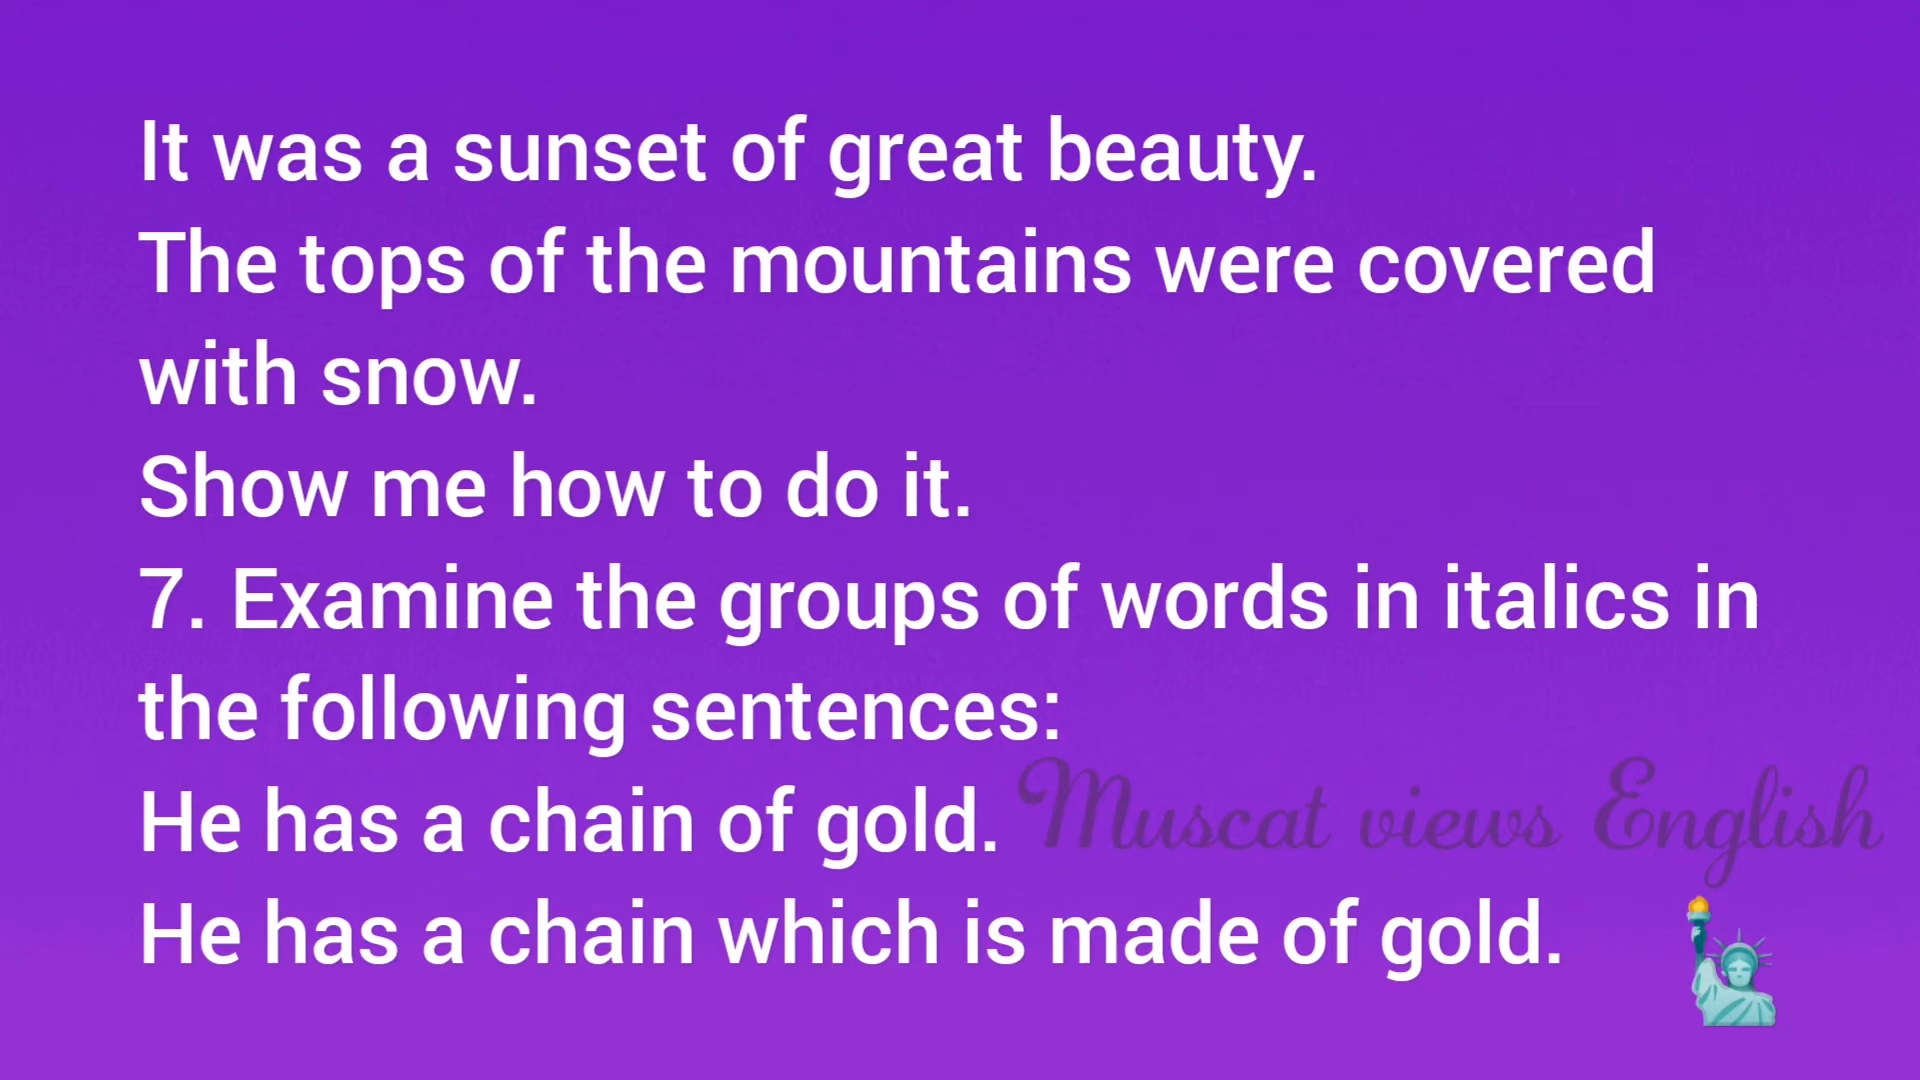 It was a sunset of great beauty.
The tops of the mountains were covered
with snow.
Show me how to do it.
7. Examine the groups of words in italics in
the following sentences:
He has a chain of gold.
Muscat views English
He has a chain which is made of gold.